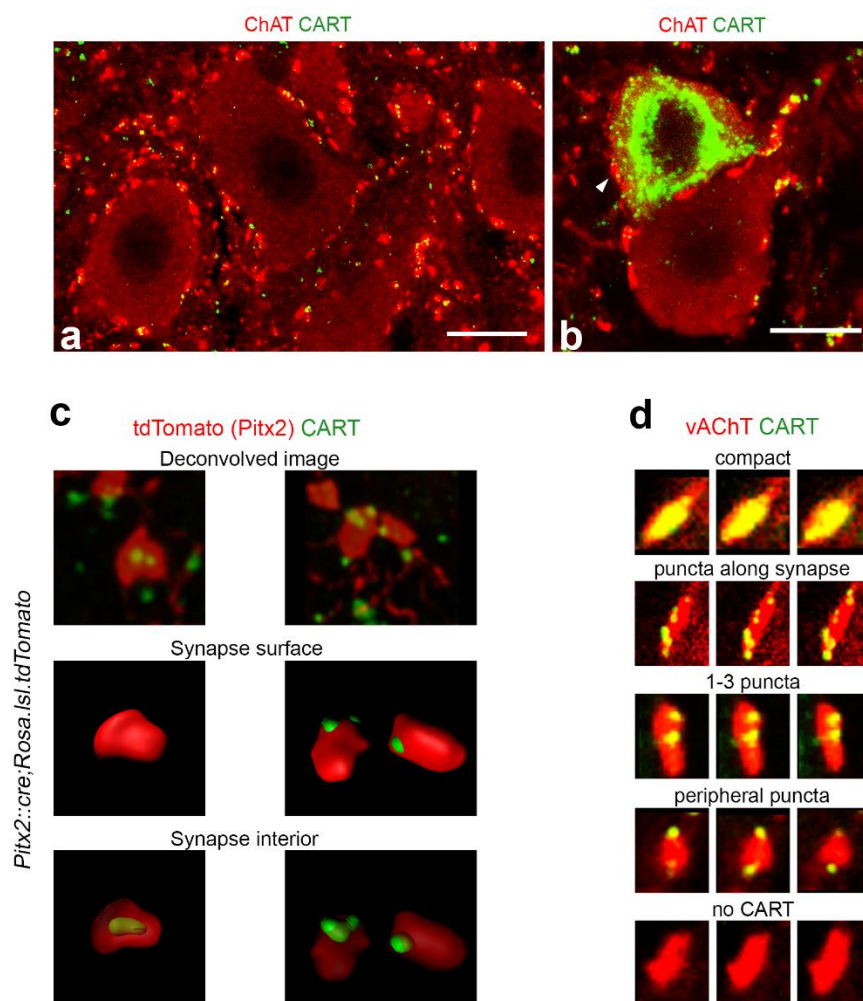 ChAT CART
ChAT CART
a
b
c
tdTomato (Pitx2) CART
Deconvolved image
Synapse surface
Synapse interior
Pitx2::cre;Rosa.lsl.tdTomato
d
vAChT CART
compact
puncta along synapse
1-3 puncta
peripheral puncta
no CART